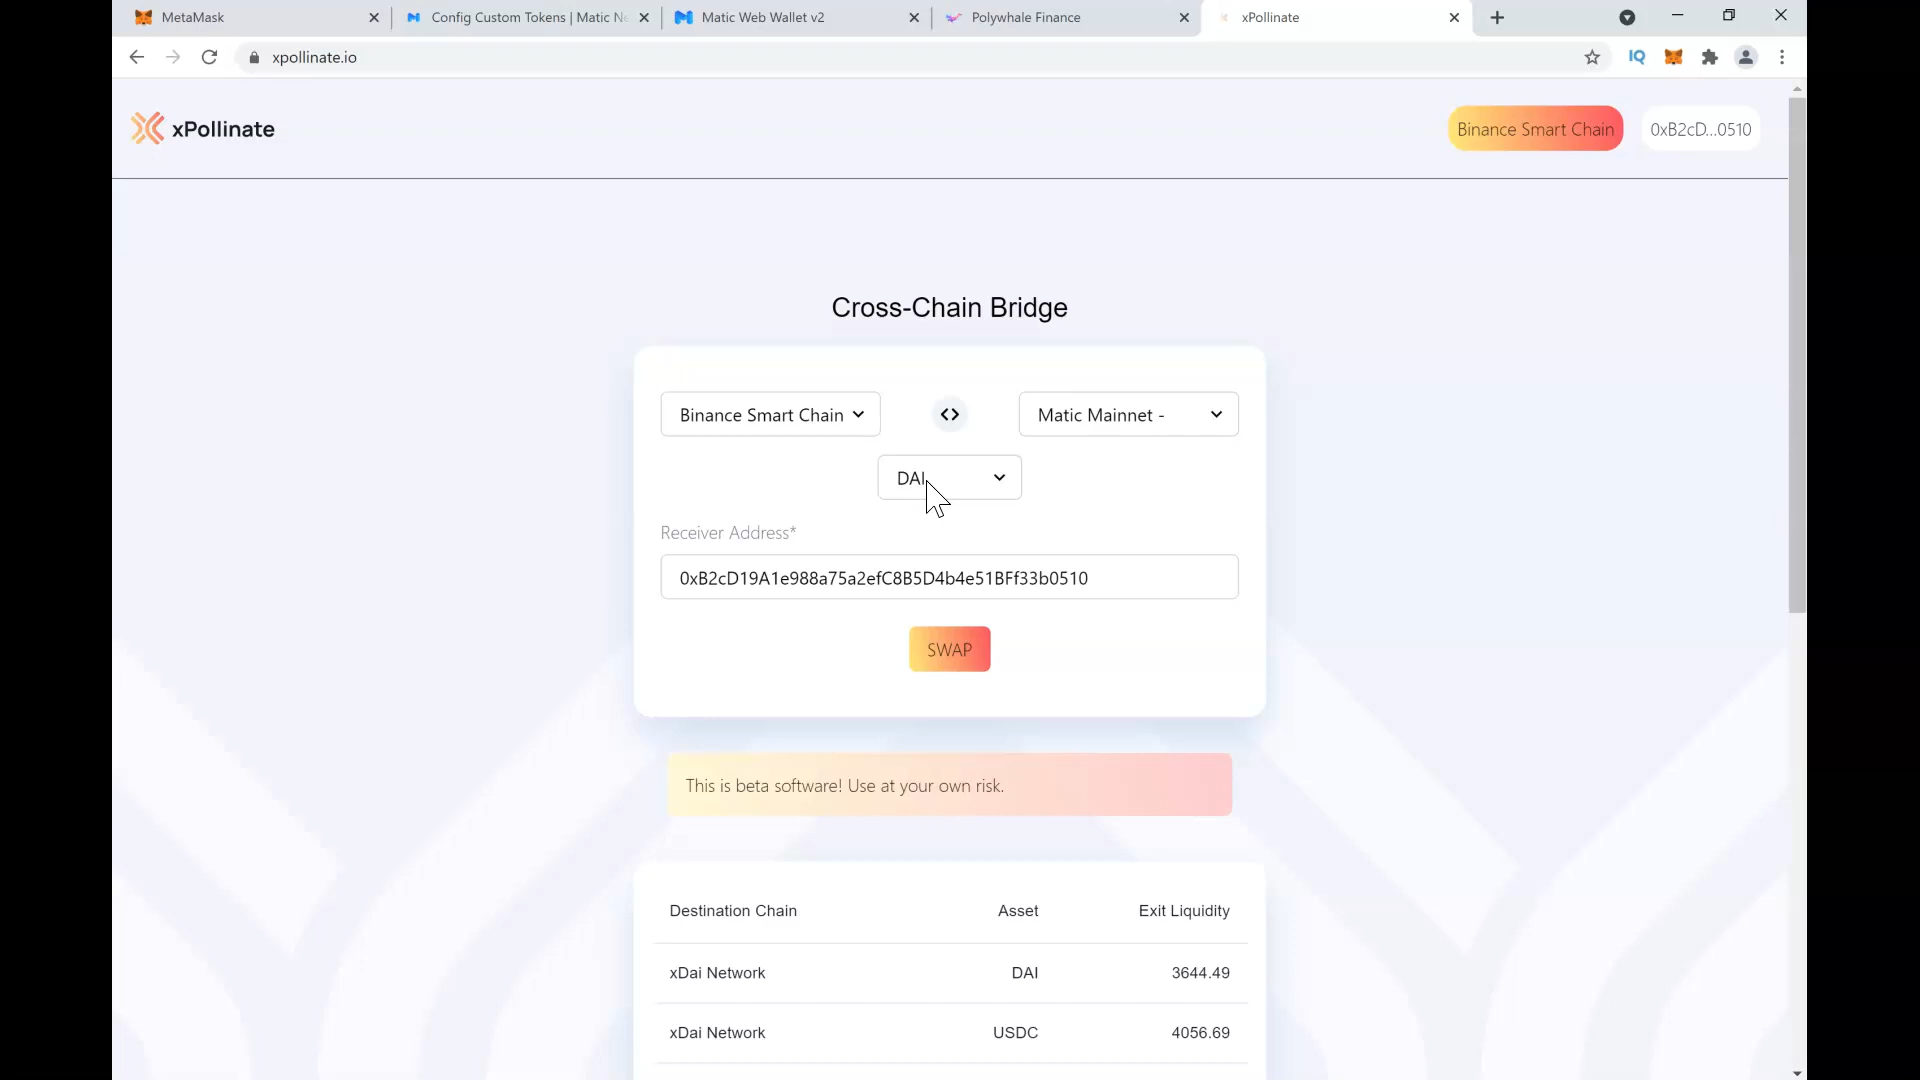 MetaMask
Config Custom Tokens | Matic Ne
Matic Web Wallet v2
Polywhale Finance
xPollinate
xpollinate.io
IQ
xPollinate
Binance Smart Chain
0xB2cD...0510
Cross-Chain Bridge
Binance Smart Chain
Matic Mainnet -
DAI
Receiver Address*
0xB2cD19A1e988a75a2efC8B5D4b4e51BFf33b0510
SWAP
This is beta software! Use at your own risk.
Destination Chain Asset Exit Liquidity
xDai Network DAI 3644.49
xDai Network USDC 4056.69